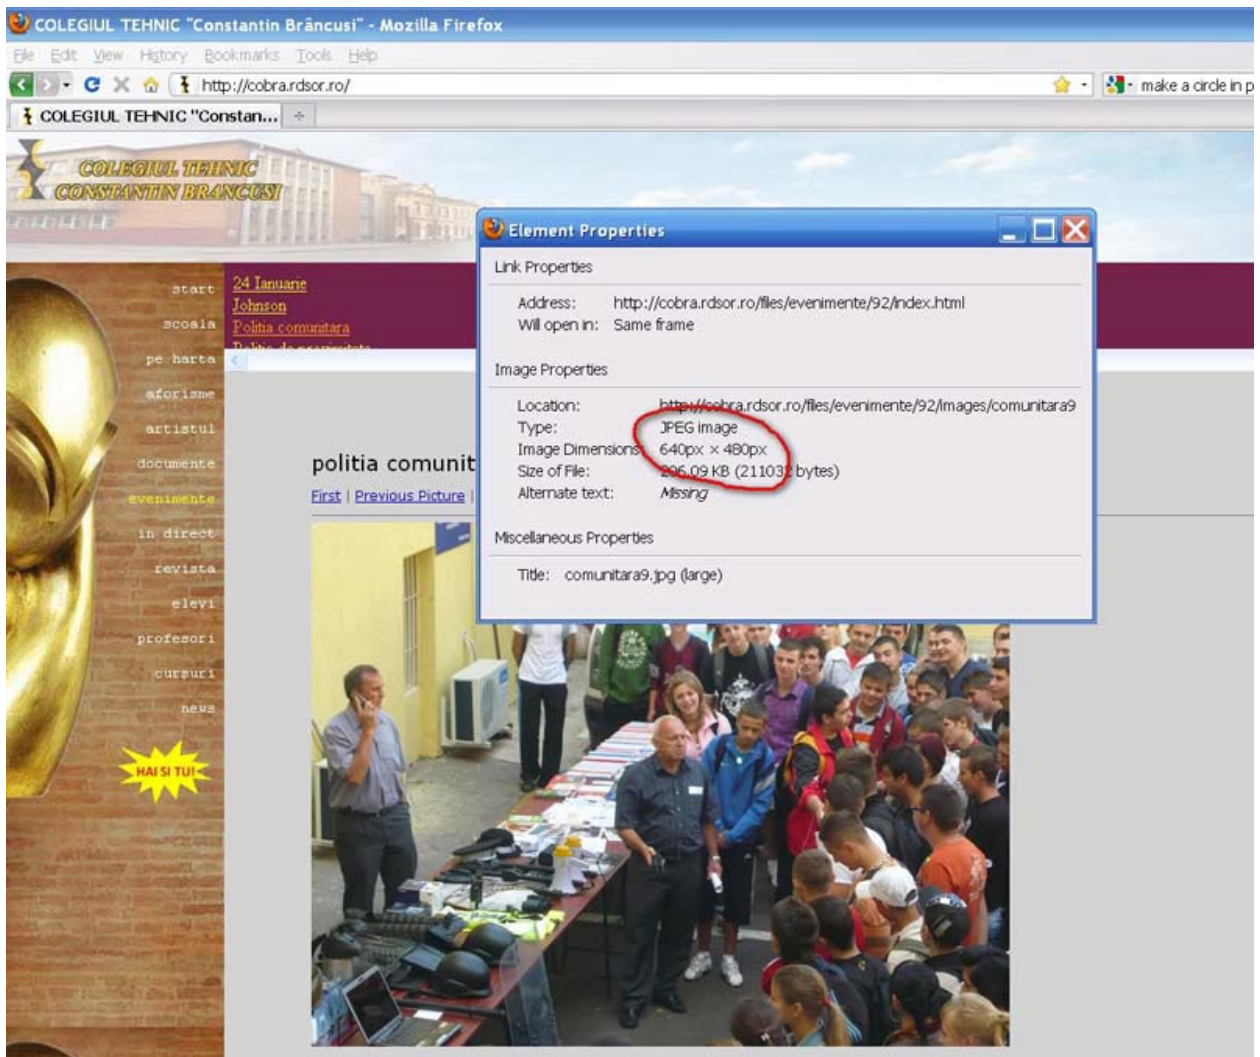 COLEGIUL TEHNIC "Constantin Brâncusi" - Mozilla Firefox
File Edit View History Bookmarks Tools Help
http://cobra.rdsor.ro/
make a circle in p
COLEGIUL TEHNIC "Constan...
COLEGIUL TEHNIC
CONSTANTIN BRANCUSI
Element Properties
Link Properties
Address: http://cobra.rdsor.ro/files/evenimente/92/index.html
Will open in: Same frame
Image Properties
Location: http://cobra.rdsor.ro/files/evenimente/92/images/comunitara9
Type: JPEG image
Image Dimensions: 640px × 480px
Size of File: 206.09 KB (211032 bytes)
Alternate text: Missing
Miscellaneous Properties
Title: comunitara9.jpg (large)
24 Ianuarie
Johnson
Politia comunitara
Politie de proximitate
start
scoala
pe harta
aforisme
artistul
documente
evenimente
in direct
revista
elevi
profesori
cursuri
news
HAI SI TU!
politia comunit
First | Previous Picture |